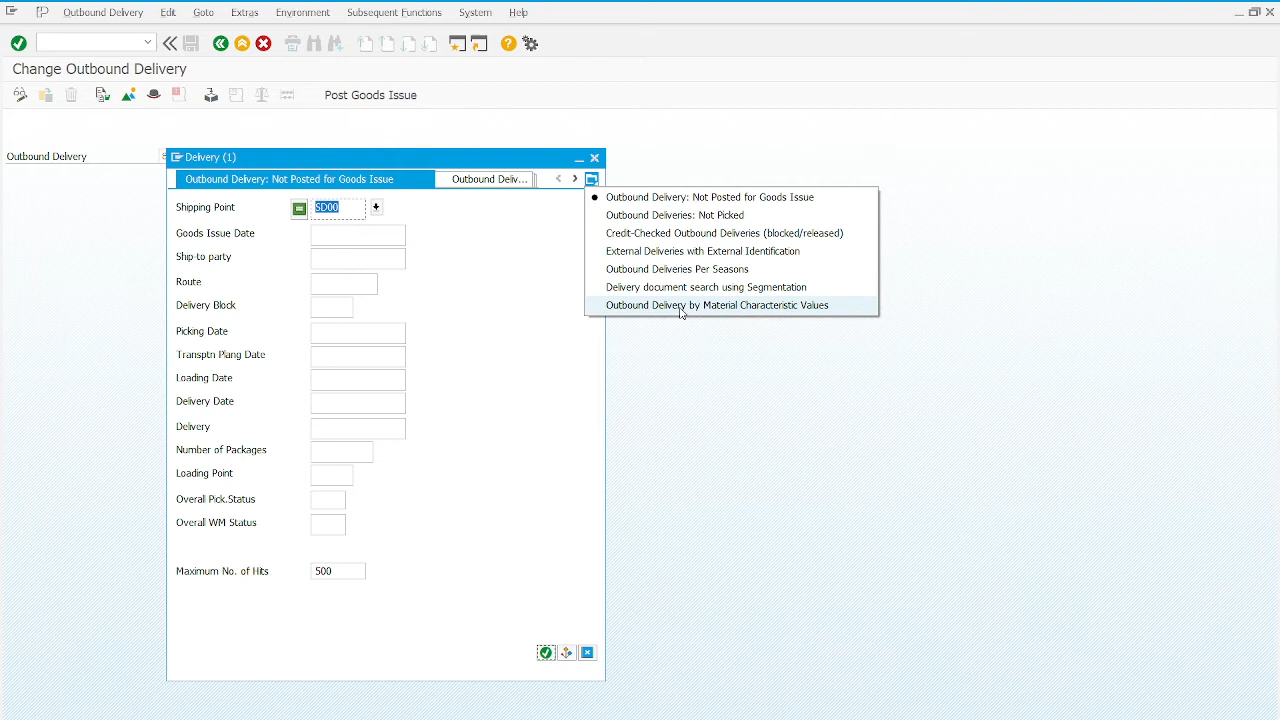 Outbound Delivery Edit Goto Extras Environment Subsequent Functions System Help
Change Outbound Delivery
Post Goods Issue
Outbound Delivery
Delivery (1)
Outbound Delivery: Not Posted for Goods Issue Outbound Deliv...
Shipping Point SD00
Goods Issue Date
Ship-to party
Route
Delivery Block
Picking Date
Transptn Plang Date
Loading Date
Delivery Date
Delivery
Number of Packages
Loading Point
Overall Pick.Status
Overall WM Status
Maximum No. of Hits 500
Outbound Delivery: Not Posted for Goods Issue
Outbound Deliveries: Not Picked
Credit-Checked Outbound Deliveries (blocked/released)
External Deliveries with External Identification
Outbound Deliveries Per Seasons
Delivery document search using Segmentation
Outbound Delivery by Material Characteristic Values